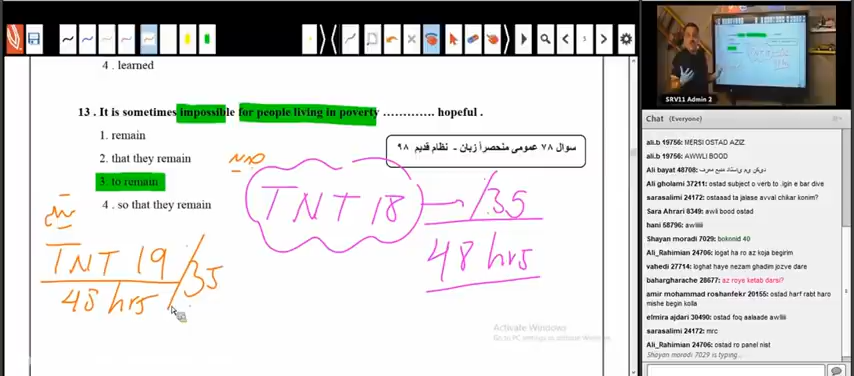 4 . learned
13 . It is sometimes impossible for people living in poverty ............. hopeful .
1. remain
2. that they remain
3. to remain
4 . so that they remain
سوال ۷۸ عمومی منحصراً زبان - نظام قدیم ۹۸
TNT 18
/.35
48 hrs
TNT 19 /.35
48 hrs
Activate Windows
Go to PC settings to activate Windows.
SRV11 Admin 2
Chat (Everyone)
ali.b 19756: MERSI OSTAD AZIZ
ali.b 19756: AWWLI BOOD
Ali bayat 48708:
Ali gholami 37211: ostad subject o verb to .igin e bar dive
sarasalimi 24172: ostaaad ta jalase avval chikar konim?
Sara Ahrari 8349: awli bood ostad
hani 58796: awlllll
Shayan moradi 7029: bokonid 40
Ali_Rahimian 24706: logat ha ro az koja begirim
vahedi 27714: loghat haye nezam ghadim jozve dare
bahargharache 28677: az roye ketab darsi?
amir mohammad roshanfekr 20155: ostad harf rabt haro mishe begin kolla
elmira ajdari 30490: ostad foq aalaade awllll
sarasalimi 24172: mrc
Ali_Rahimian 24706: ostad ro panel nist
Shayan moradi 7029 is typing...